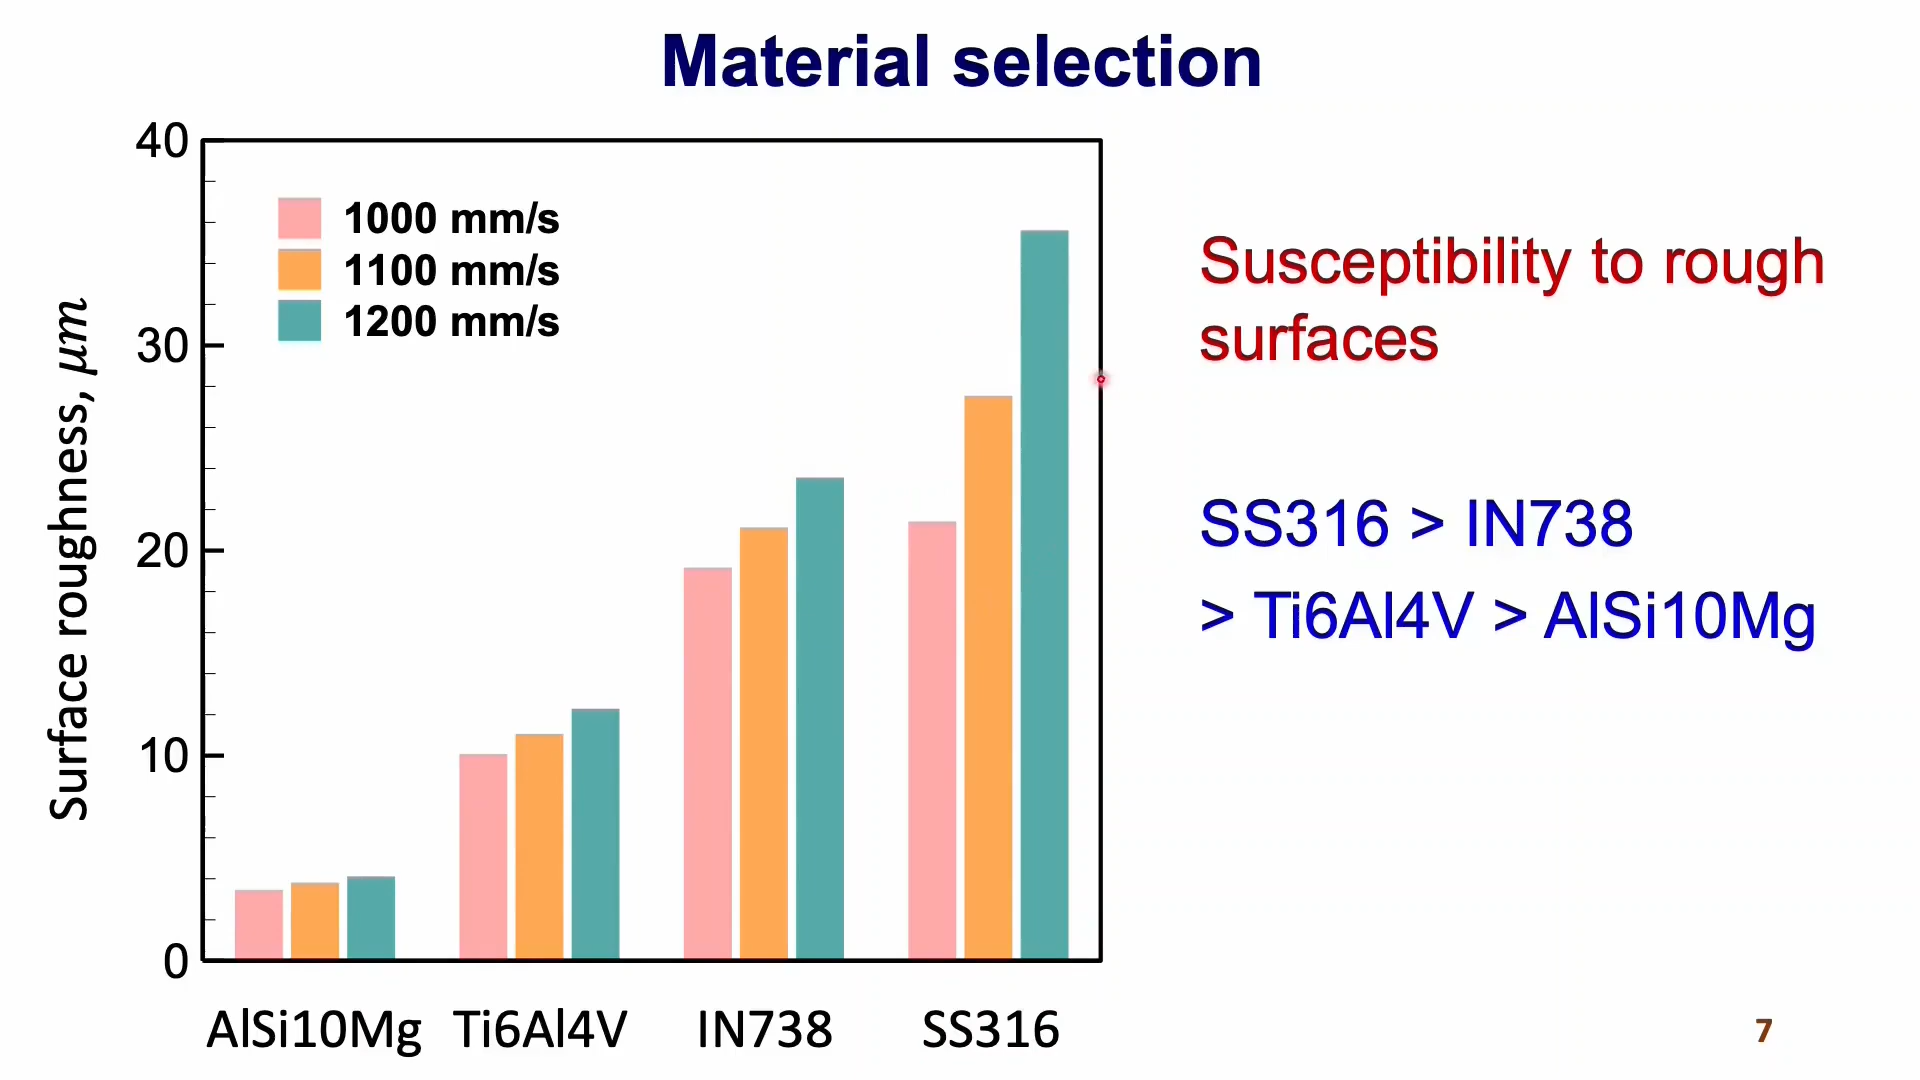 Material selection
40
30
20
10
0
Surface roughness, μm
1000 mm/s
1100 mm/s
1200 mm/s
AlSi10Mg
Ti6Al4V
IN738
SS316
Susceptibility to rough
surfaces
SS316 > IN738
> Ti6Al4V > AlSi10Mg
7